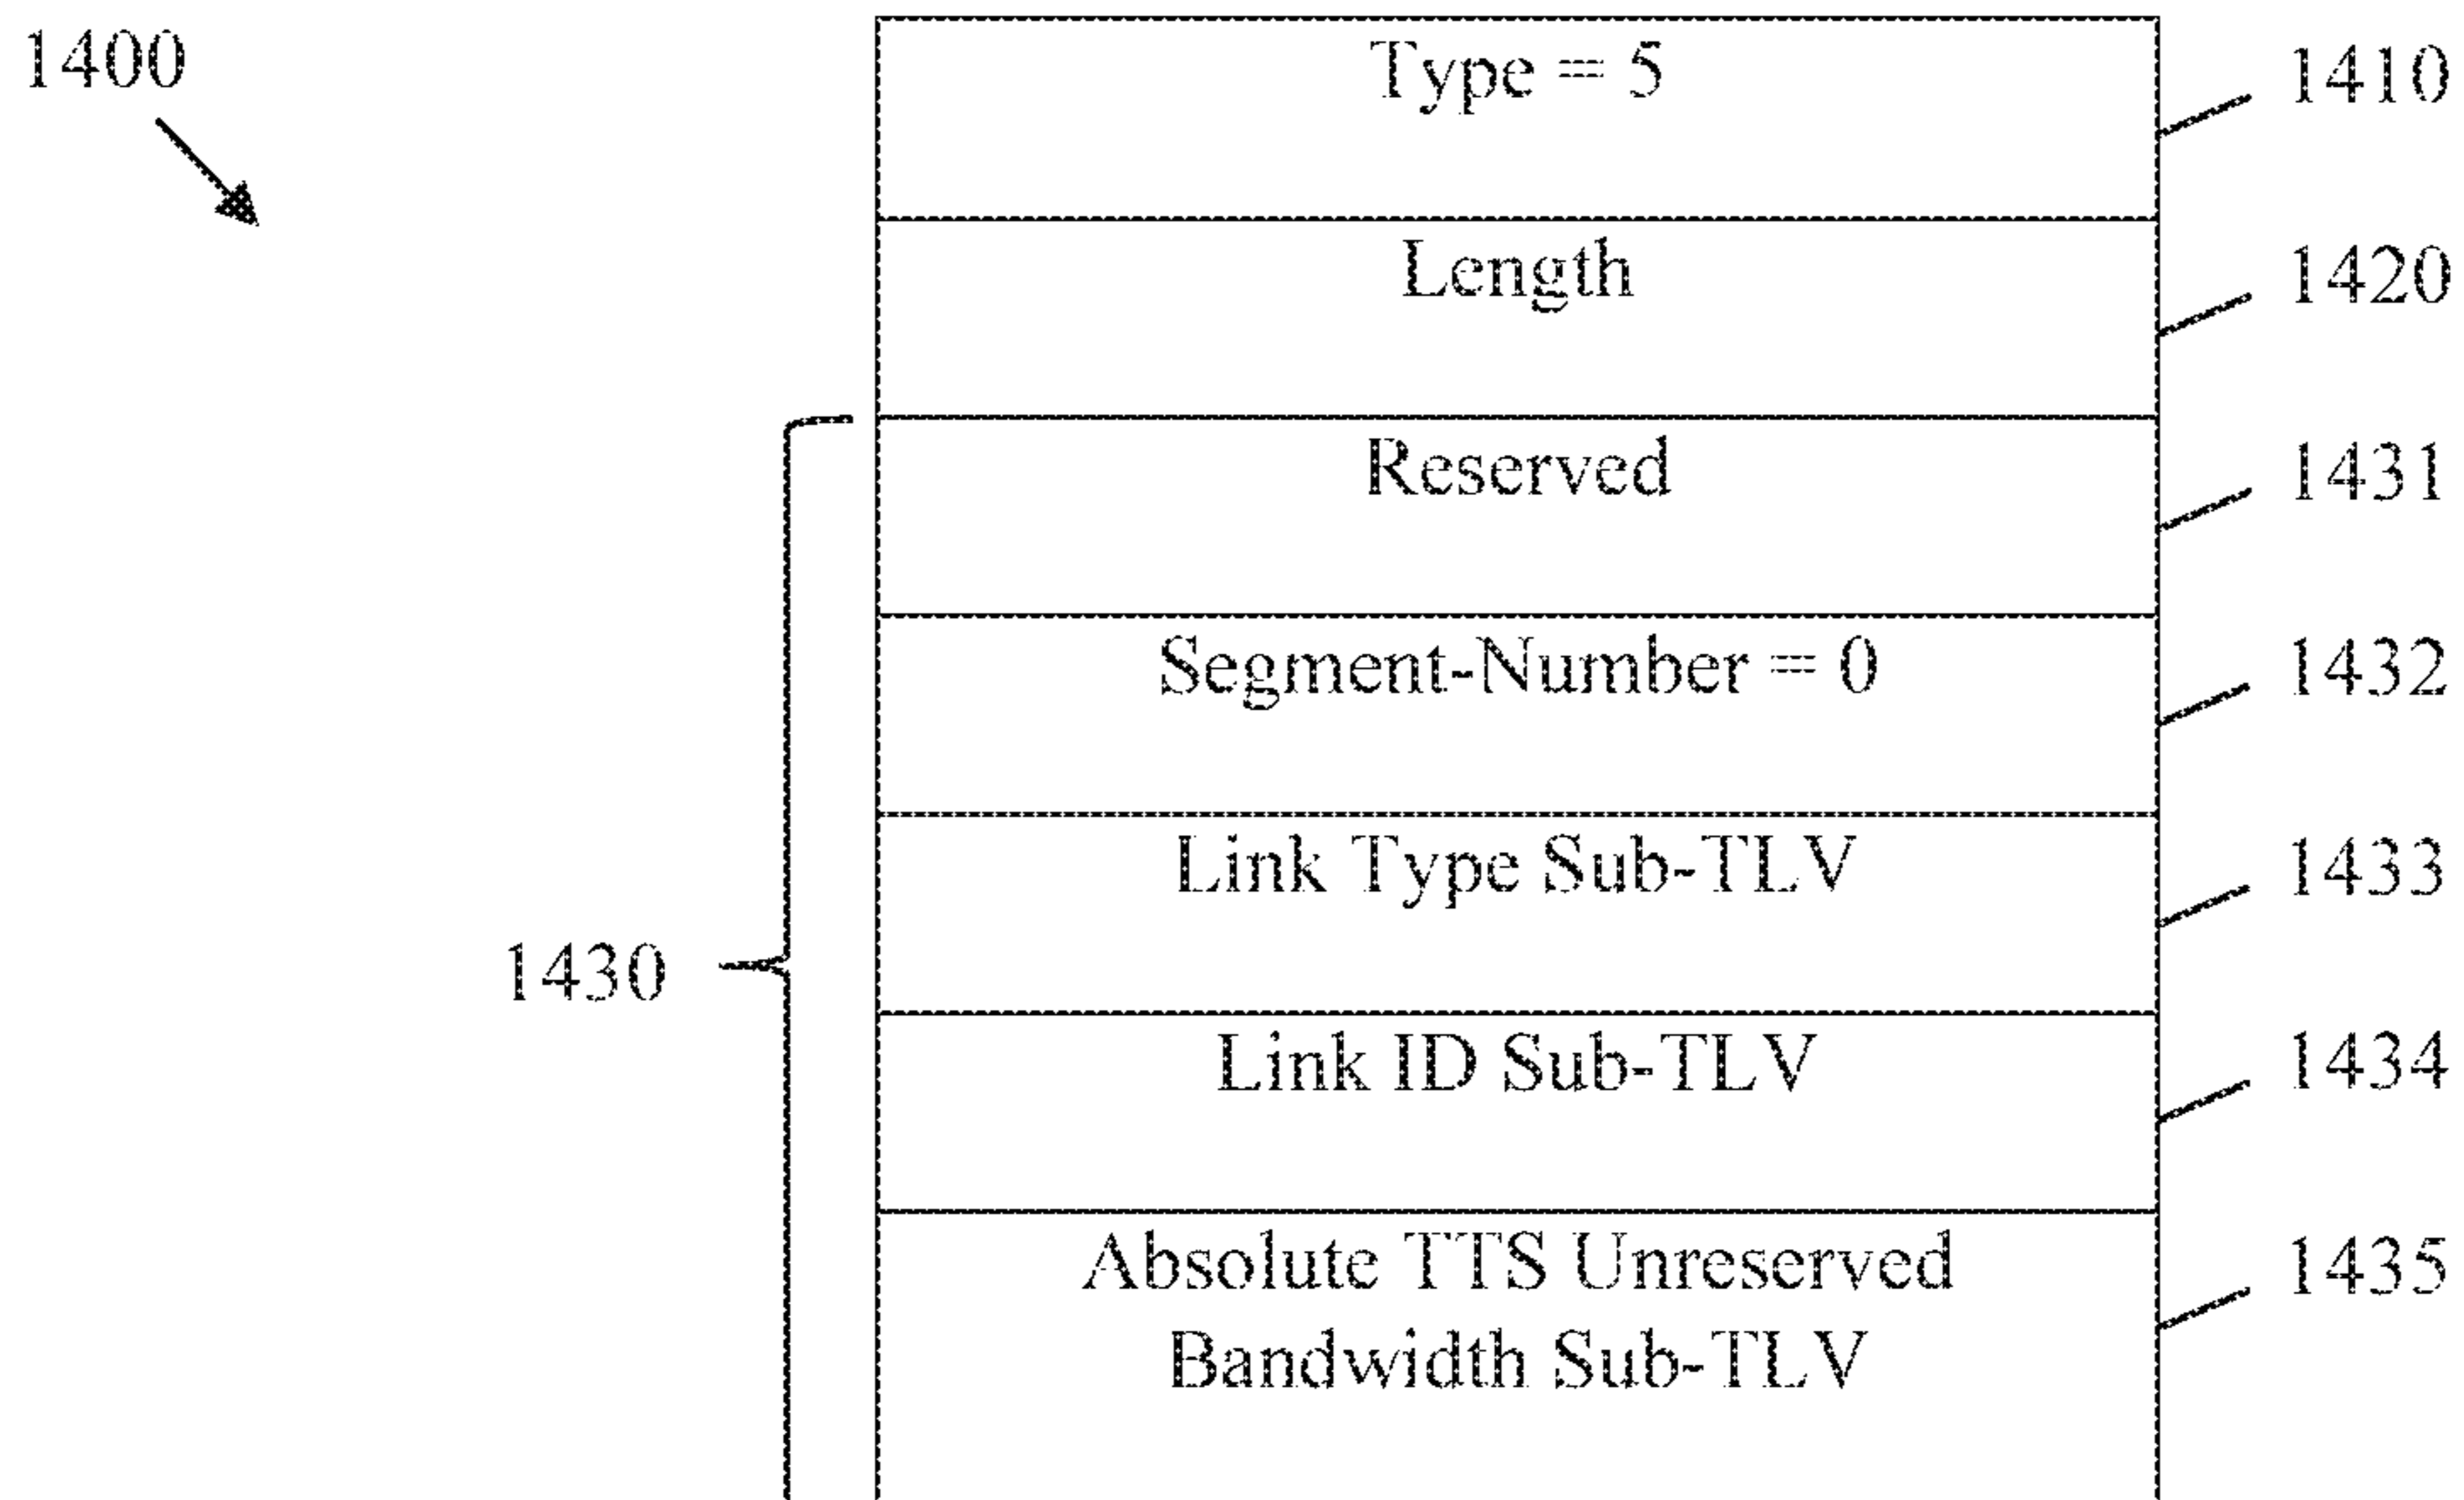 1400
Type = 5
1410
Length
1420
Reserved
1431
Segment-Number = 0
1432
Link Type Sub-TLV
1433
1430
Link ID Sub-TLV
1434
Absolute TTS Unreserved
Bandwidth Sub-TLV
1435